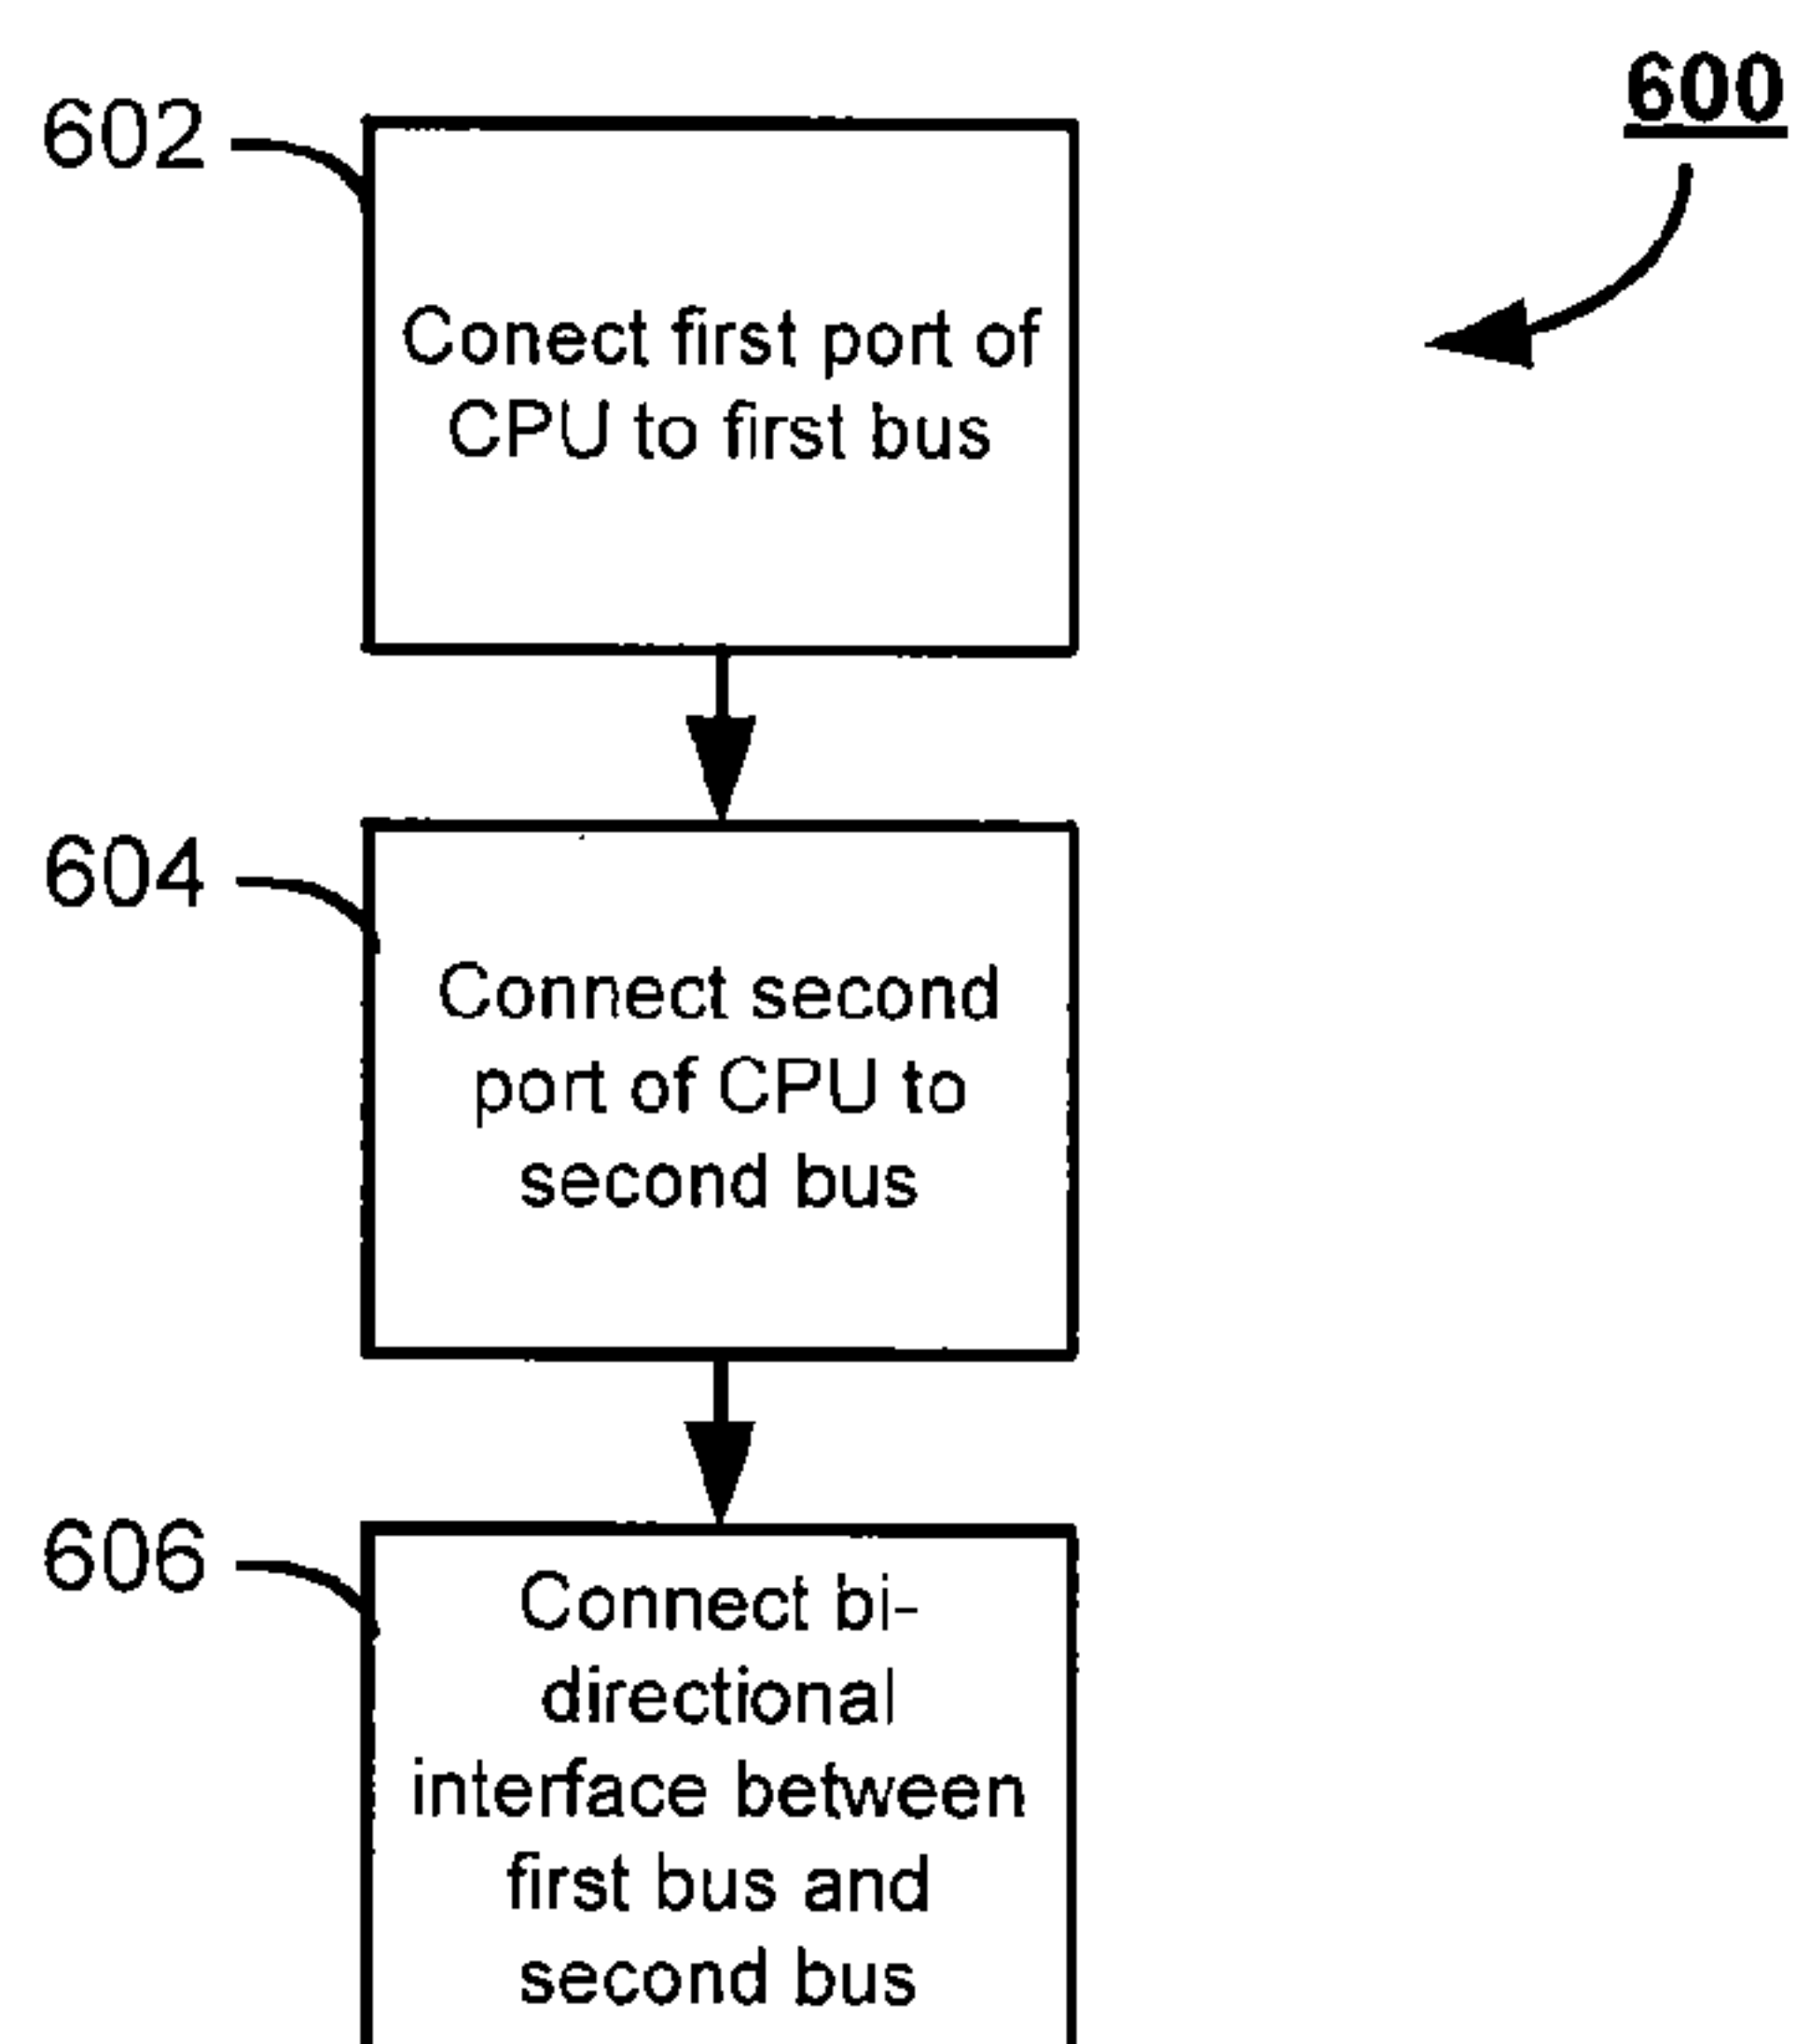 600
602
Conect first port of
CPU to first bus
604
Connect second
port of CPU to
second bus
606
Connect bi-
directional
interface between
first bus and
second bus